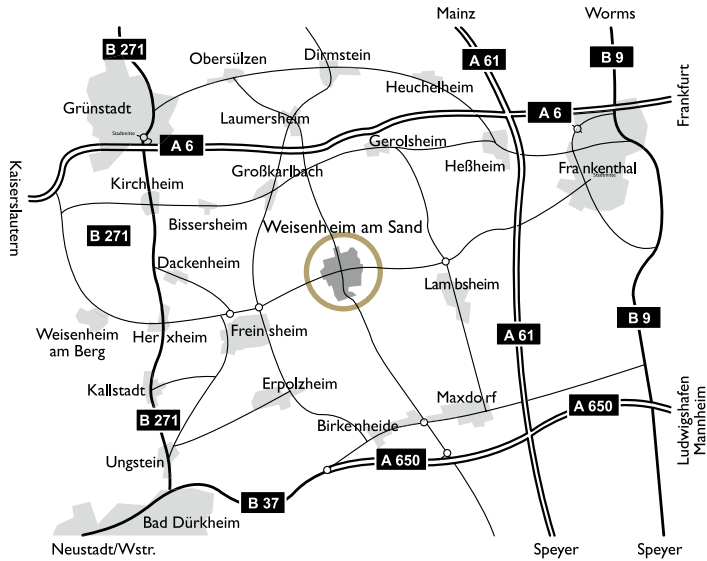 Mainz
Worms
B 271
Obersülzen
Dirmstein
A 61
B 9
Heuchelheim
Frankfurt
Grünstadt
Laumersheim
A 6
Stadtmitte
A 6
Gerolsheim
Heßheim
Frankenthal
Stadtmitte
Kaiserslautern
Kirchheim
Großkarlbach
Bissersheim
Weisenheim am Sand
B 271
Dackenheim
Lambsheim
Weisenheim
am Berg
Herxheim
Freinsheim
B 9
A 61
Kallstadt
Erpolzheim
Maxdorf
A 650
B 271
Birkenheide
Ludwigshafen
Mannheim
Ungstein
A 650
B 37
Bad Dürkheim
Neustadt/Wstr.
Speyer
Speyer